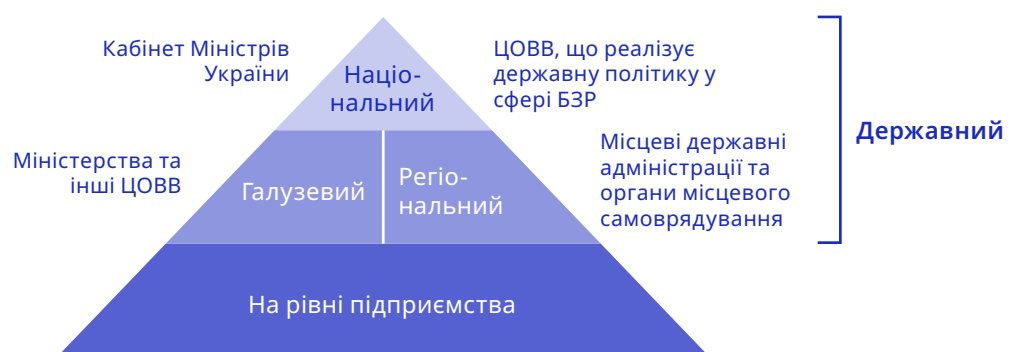 Кабінет Міністрів
України
Націо-
нальний
ЦОВВ, що реалізує
державну політику у
сфері БЗР
Державний
Міністерства та
інші ЦОВВ
Галузевий
Регіо-
нальний
Місцеві державні
адміністрації та
органи місцевого
самоврядування
На рівні підприємства